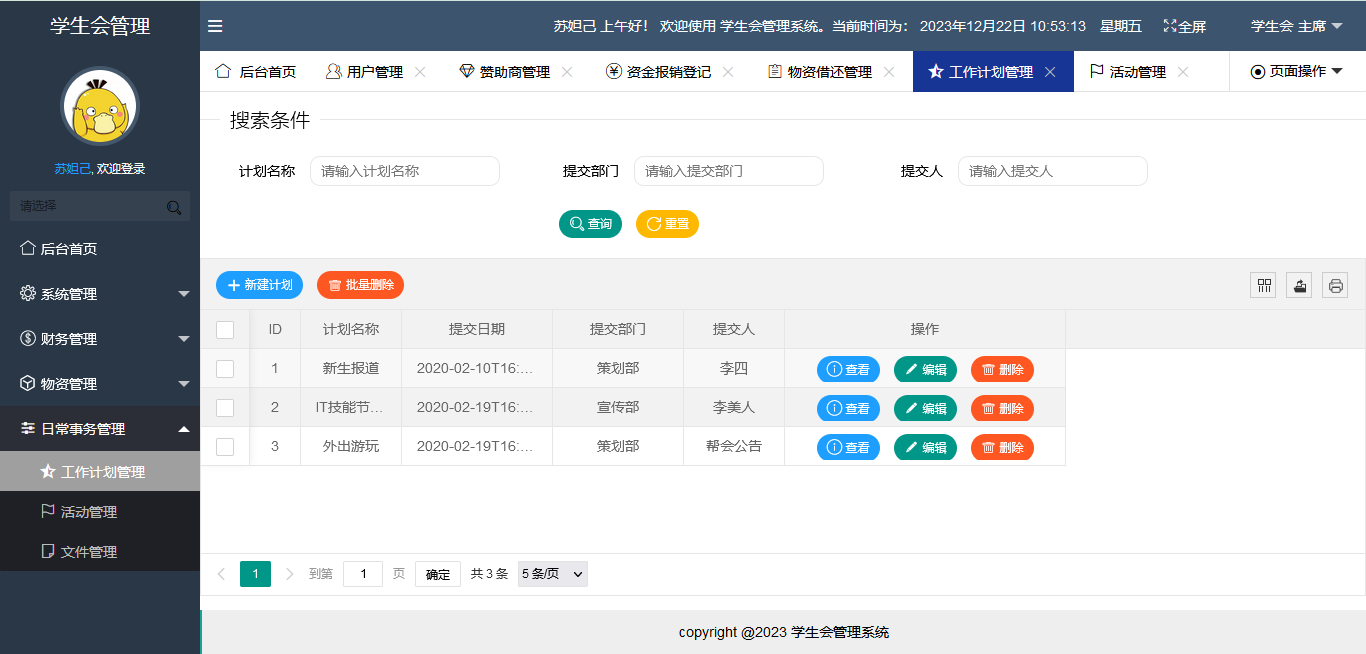 学生会管理
苏妲己 上午好！ 欢迎使用 学生会管理系统。当前时间为： 2023年12月22日 10:53:13 星期五 全屏 学生会 主席
后台首页 用户管理 赞助商管理 资金报销登记 物资借还管理 工作计划管理 活动管理 页面操作
苏妲己, 欢迎登录
请选择
后台首页
系统管理
财务管理
物资管理
日常事务管理
工作计划管理
活动管理
文件管理
搜索条件
计划名称 请输入计划名称 提交部门 请输入提交部门 提交人 请输入提交人
查询 重置
新建计划 批量删除
ID 计划名称 提交日期 提交部门 提交人 操作
1 新生报道 2020-02-10T16:... 策划部 李四 查看 编辑 删除
2 IT技能节... 2020-02-19T16:... 宣传部 李美人 查看 编辑 删除
3 外出游玩 2020-02-19T16:... 策划部 帮会公告 查看 编辑 删除
1 到第 1 页 确定 共 3 条 5 条/页
copyright @2023 学生会管理系统